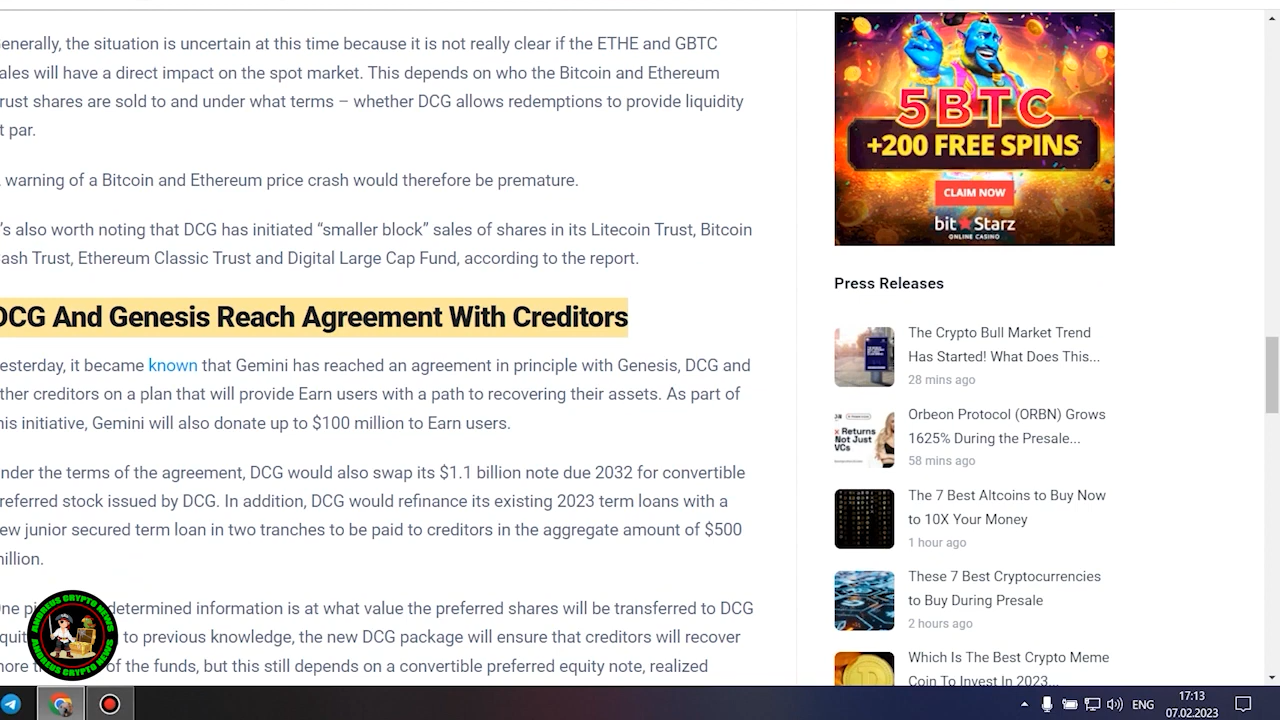 enerally, the situation is uncertain at this time because it is not really clear if the ETHE and GBTC
ales will have a direct impact on the spot market. This depends on who the Bitcoin and Ethereum
rust shares are sold to and under what terms – whether DCG allows redemptions to provide liquidity
t par.
warning of a Bitcoin and Ethereum price crash would therefore be premature.
's also worth noting that DCG has initiated “smaller block” sales of shares in its Litecoin Trust, Bitcoin
ash Trust, Ethereum Classic Trust and Digital Large Cap Fund, according to the report.
DCG And Genesis Reach Agreement With Creditors
esterday, it became known that Gemini has reached an agreement in principle with Genesis, DCG and
ther creditors on a plan that will provide Earn users with a path to recovering their assets. As part of
his initiative, Gemini will also donate up to $100 million to Earn users.
nder the terms of the agreement, DCG would also swap its $1.1 billion note due 2032 for convertible
referred stock issued by DCG. In addition, DCG would refinance its existing 2023 term loans with a
ew junior secured term loan in two tranches to be paid to creditors in the aggregate amount of $500
illion.
ne pi determined information is at what value the preferred shares will be transferred to DCG
quit to previous knowledge, the new DCG package will ensure that creditors will recover
ore of the funds, but this still depends on a convertible preferred equity note, realized
ANDREUS CRYPTO NEWS
ANDREUS CRYPTO NEWS
5BTC
+200 FREE SPINS
CLAIM NOW
bit Starz
ONLINE CASINO
Press Releases
The Crypto Bull Market Trend
Has Started! What Does This...
28 mins ago
Returns
Not Just
VCs
Orbeon Protocol (ORBN) Grows
1625% During the Presale...
58 mins ago
The 7 Best Altcoins to Buy Now
to 10X Your Money
1 hour ago
These 7 Best Cryptocurrencies
to Buy During Presale
2 hours ago
Which Is The Best Crypto Meme
Coin To Invest In 2023...
ENG
17:13
07.02.2023